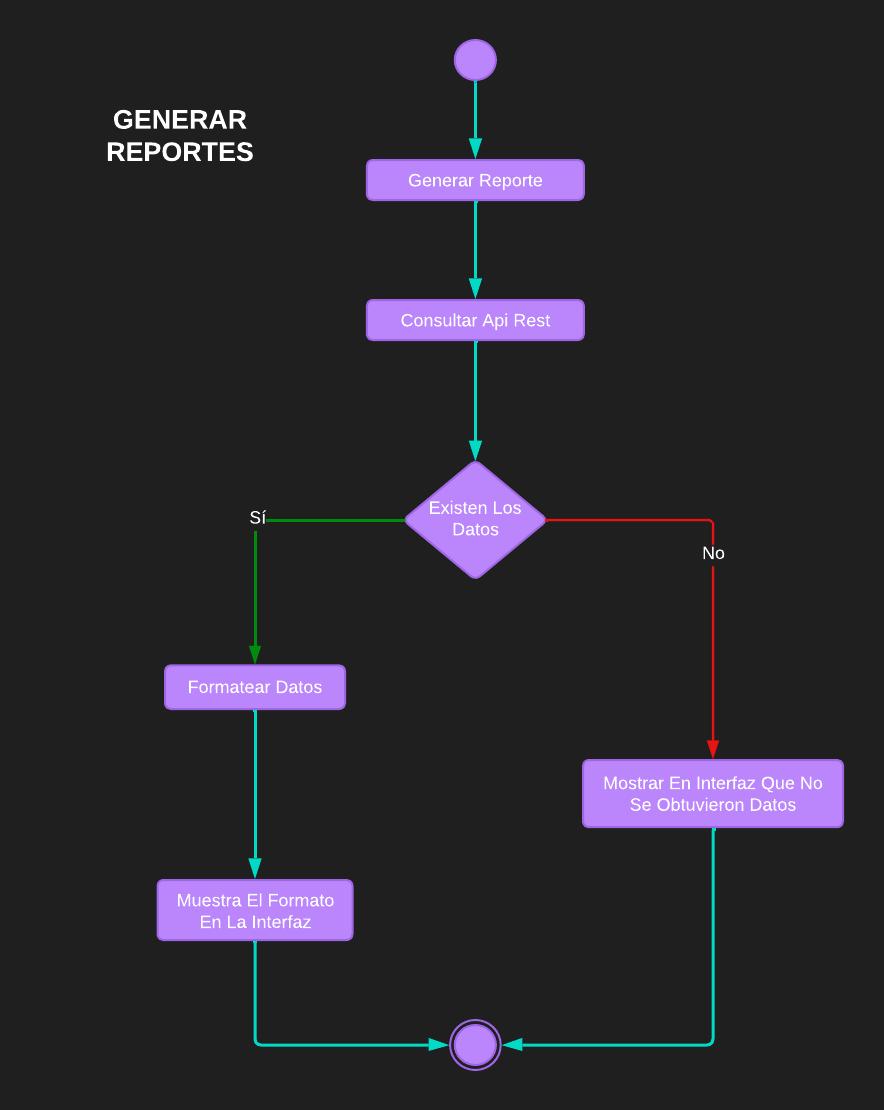 GENERAR
REPORTES
Generar Reporte
Consultar Api Rest
Existen Los
Datos
Sí
No
Formatear Datos
Mostrar En Interfaz Que No
Se Obtuvieron Datos
Muestra El Formato
En La Interfaz